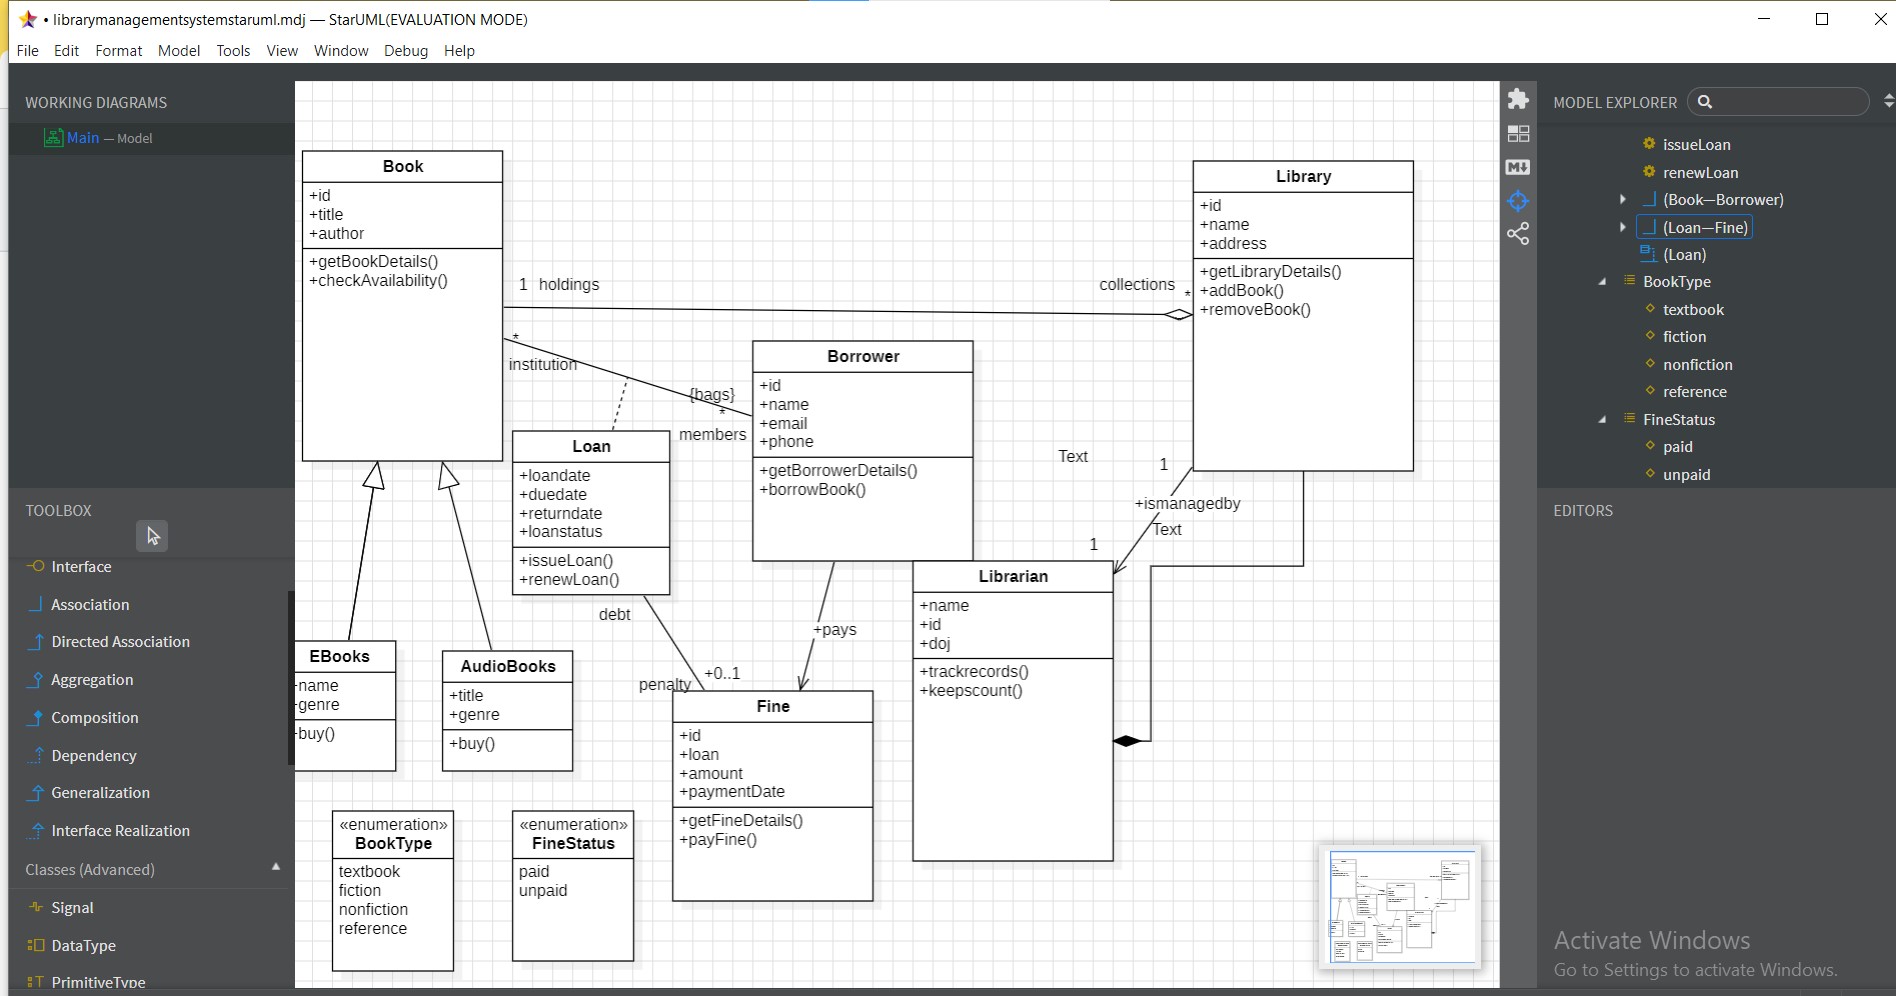 • librarymanagementsystemstaruml.mdj — StarUML(EVALUATION MODE)
File Edit Format Model Tools View Window Debug Help
WORKING DIAGRAMS
Main — Model
TOOLBOX
Interface
Association
Directed Association
Aggregation
Composition
Dependency
Generalization
Interface Realization
Classes (Advanced)
Signal
DataType
PrimitiveType
Book
+id
+title
+author
+getBookDetails()
+checkAvailability()
1 holdings
collections
*
Library
+id
+name
+address
+getLibraryDetails()
+addBook()
+removeBook()
*
institution
{bags}
*
members
Borrower
+id
+name
+email
+phone
+getBorrowerDetails()
+borrowBook()
Loan
+loandate
+duedate
+returndate
+loanstatus
+issueLoan()
+renewLoan()
Text
1
+ismanagedby
Text
1
debt
+0..1
penalty
+pays
Librarian
+name
+id
+doj
+trackrecords()
+keepscount()
EBooks
+name
+genre
+buy()
AudioBooks
+title
+genre
+buy()
Fine
+id
+loan
+amount
+paymentDate
+getFineDetails()
+payFine()
«enumeration»
BookType
textbook
fiction
nonfiction
reference
«enumeration»
FineStatus
paid
unpaid
MODEL EXPLORER
issueLoan
renewLoan
(Book—Borrower)
(Loan—Fine)
(Loan)
BookType
textbook
fiction
nonfiction
reference
FineStatus
paid
unpaid
EDITORS
Activate Windows
Go to Settings to activate Windows.